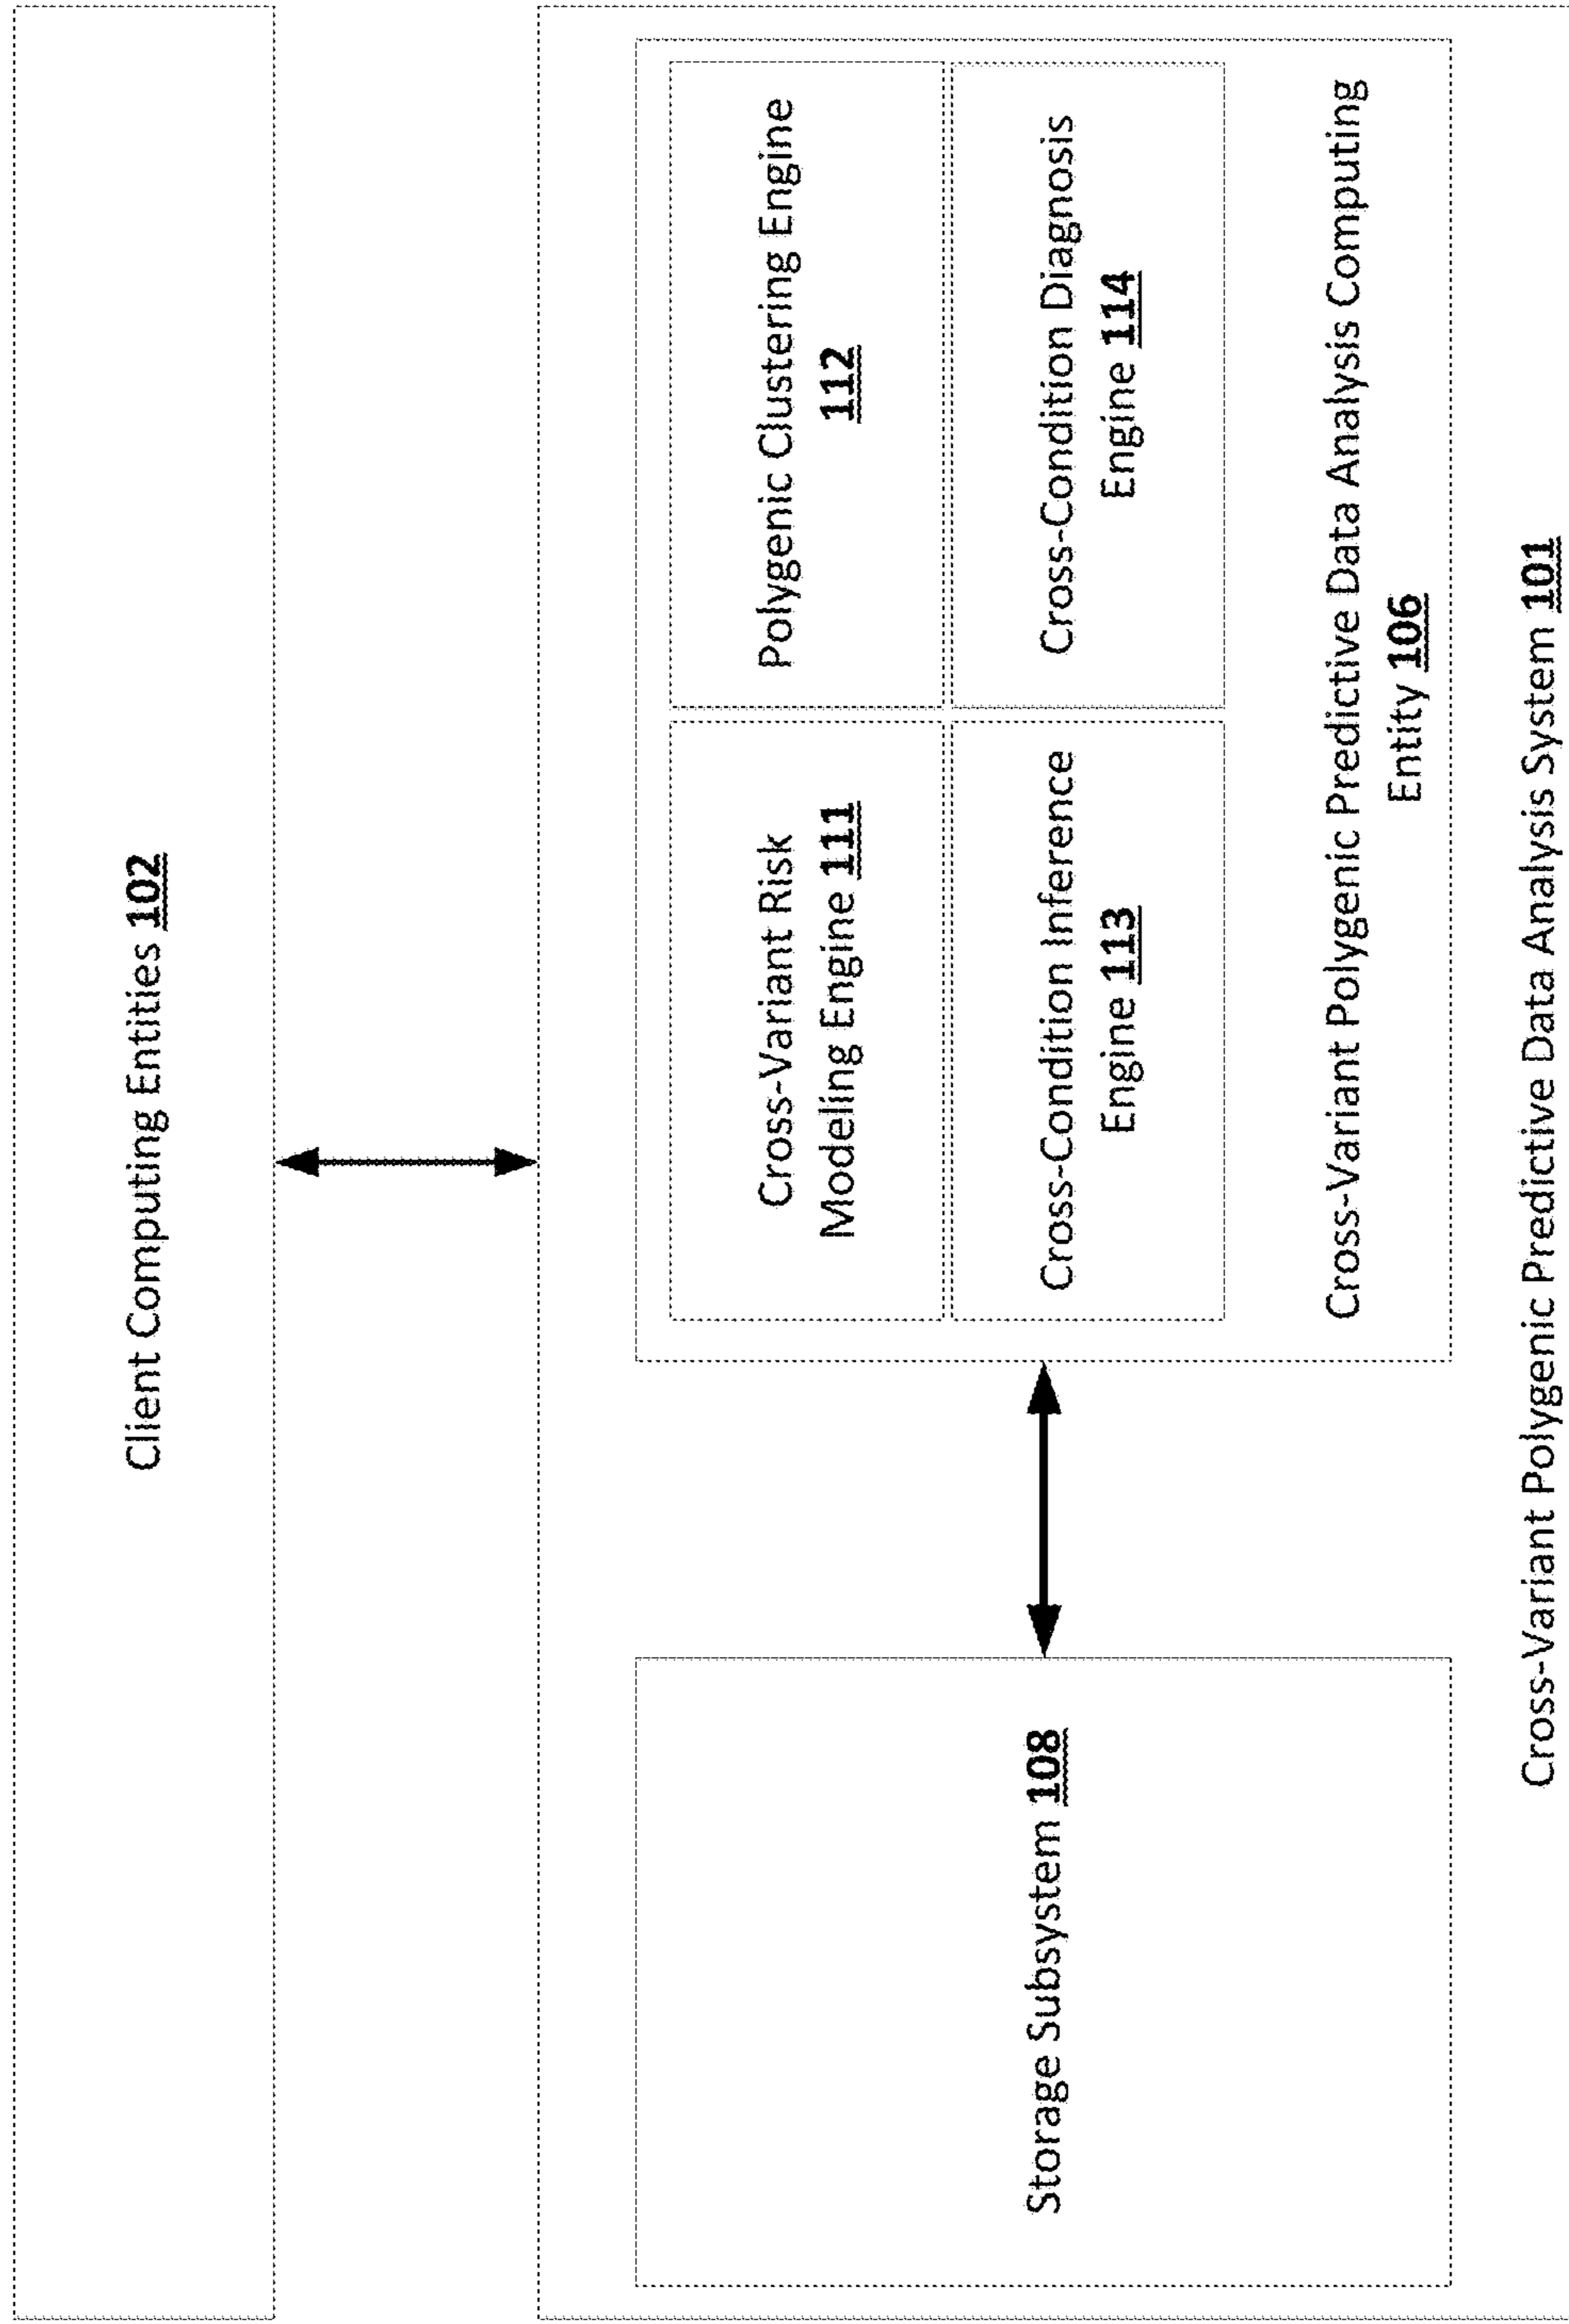 Client Computing Entities 102
Storage Subsystem 108
Cross-Variant Risk
Modeling Engine 111
Polygenic Clustering Engine
112
Cross-Condition Inference
Engine 113
Cross-Condition Diagnosis
Engine 114
Cross-Variant Polygenic Predictive Data Analysis Computing
Entity 106
Cross-Variant Polygenic Predictive Data Analysis System 101